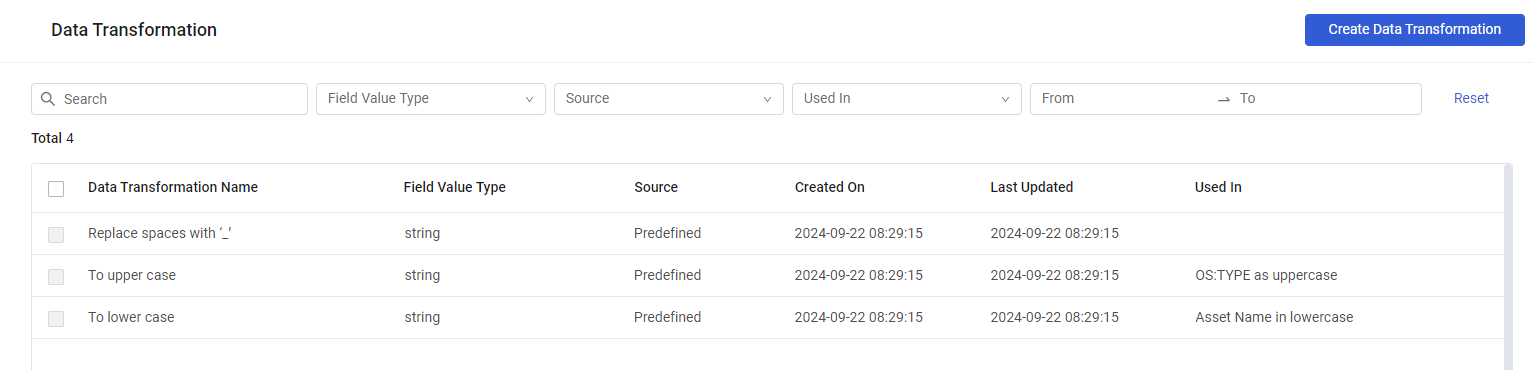 Data Transformation
Create Data Transformation
Search
Field Value Type
Source
Used In
From
To
Reset
Total 4
Data Transformation Name Field Value Type Source Created On Last Updated Used In
Replace spaces with ‘_’ string Predefined 2024-09-22 08:29:15 2024-09-22 08:29:15
To upper case string Predefined 2024-09-22 08:29:15 2024-09-22 08:29:15 OS:TYPE as uppercase
To lower case string Predefined 2024-09-22 08:29:15 2024-09-22 08:29:15 Asset Name in lowercase